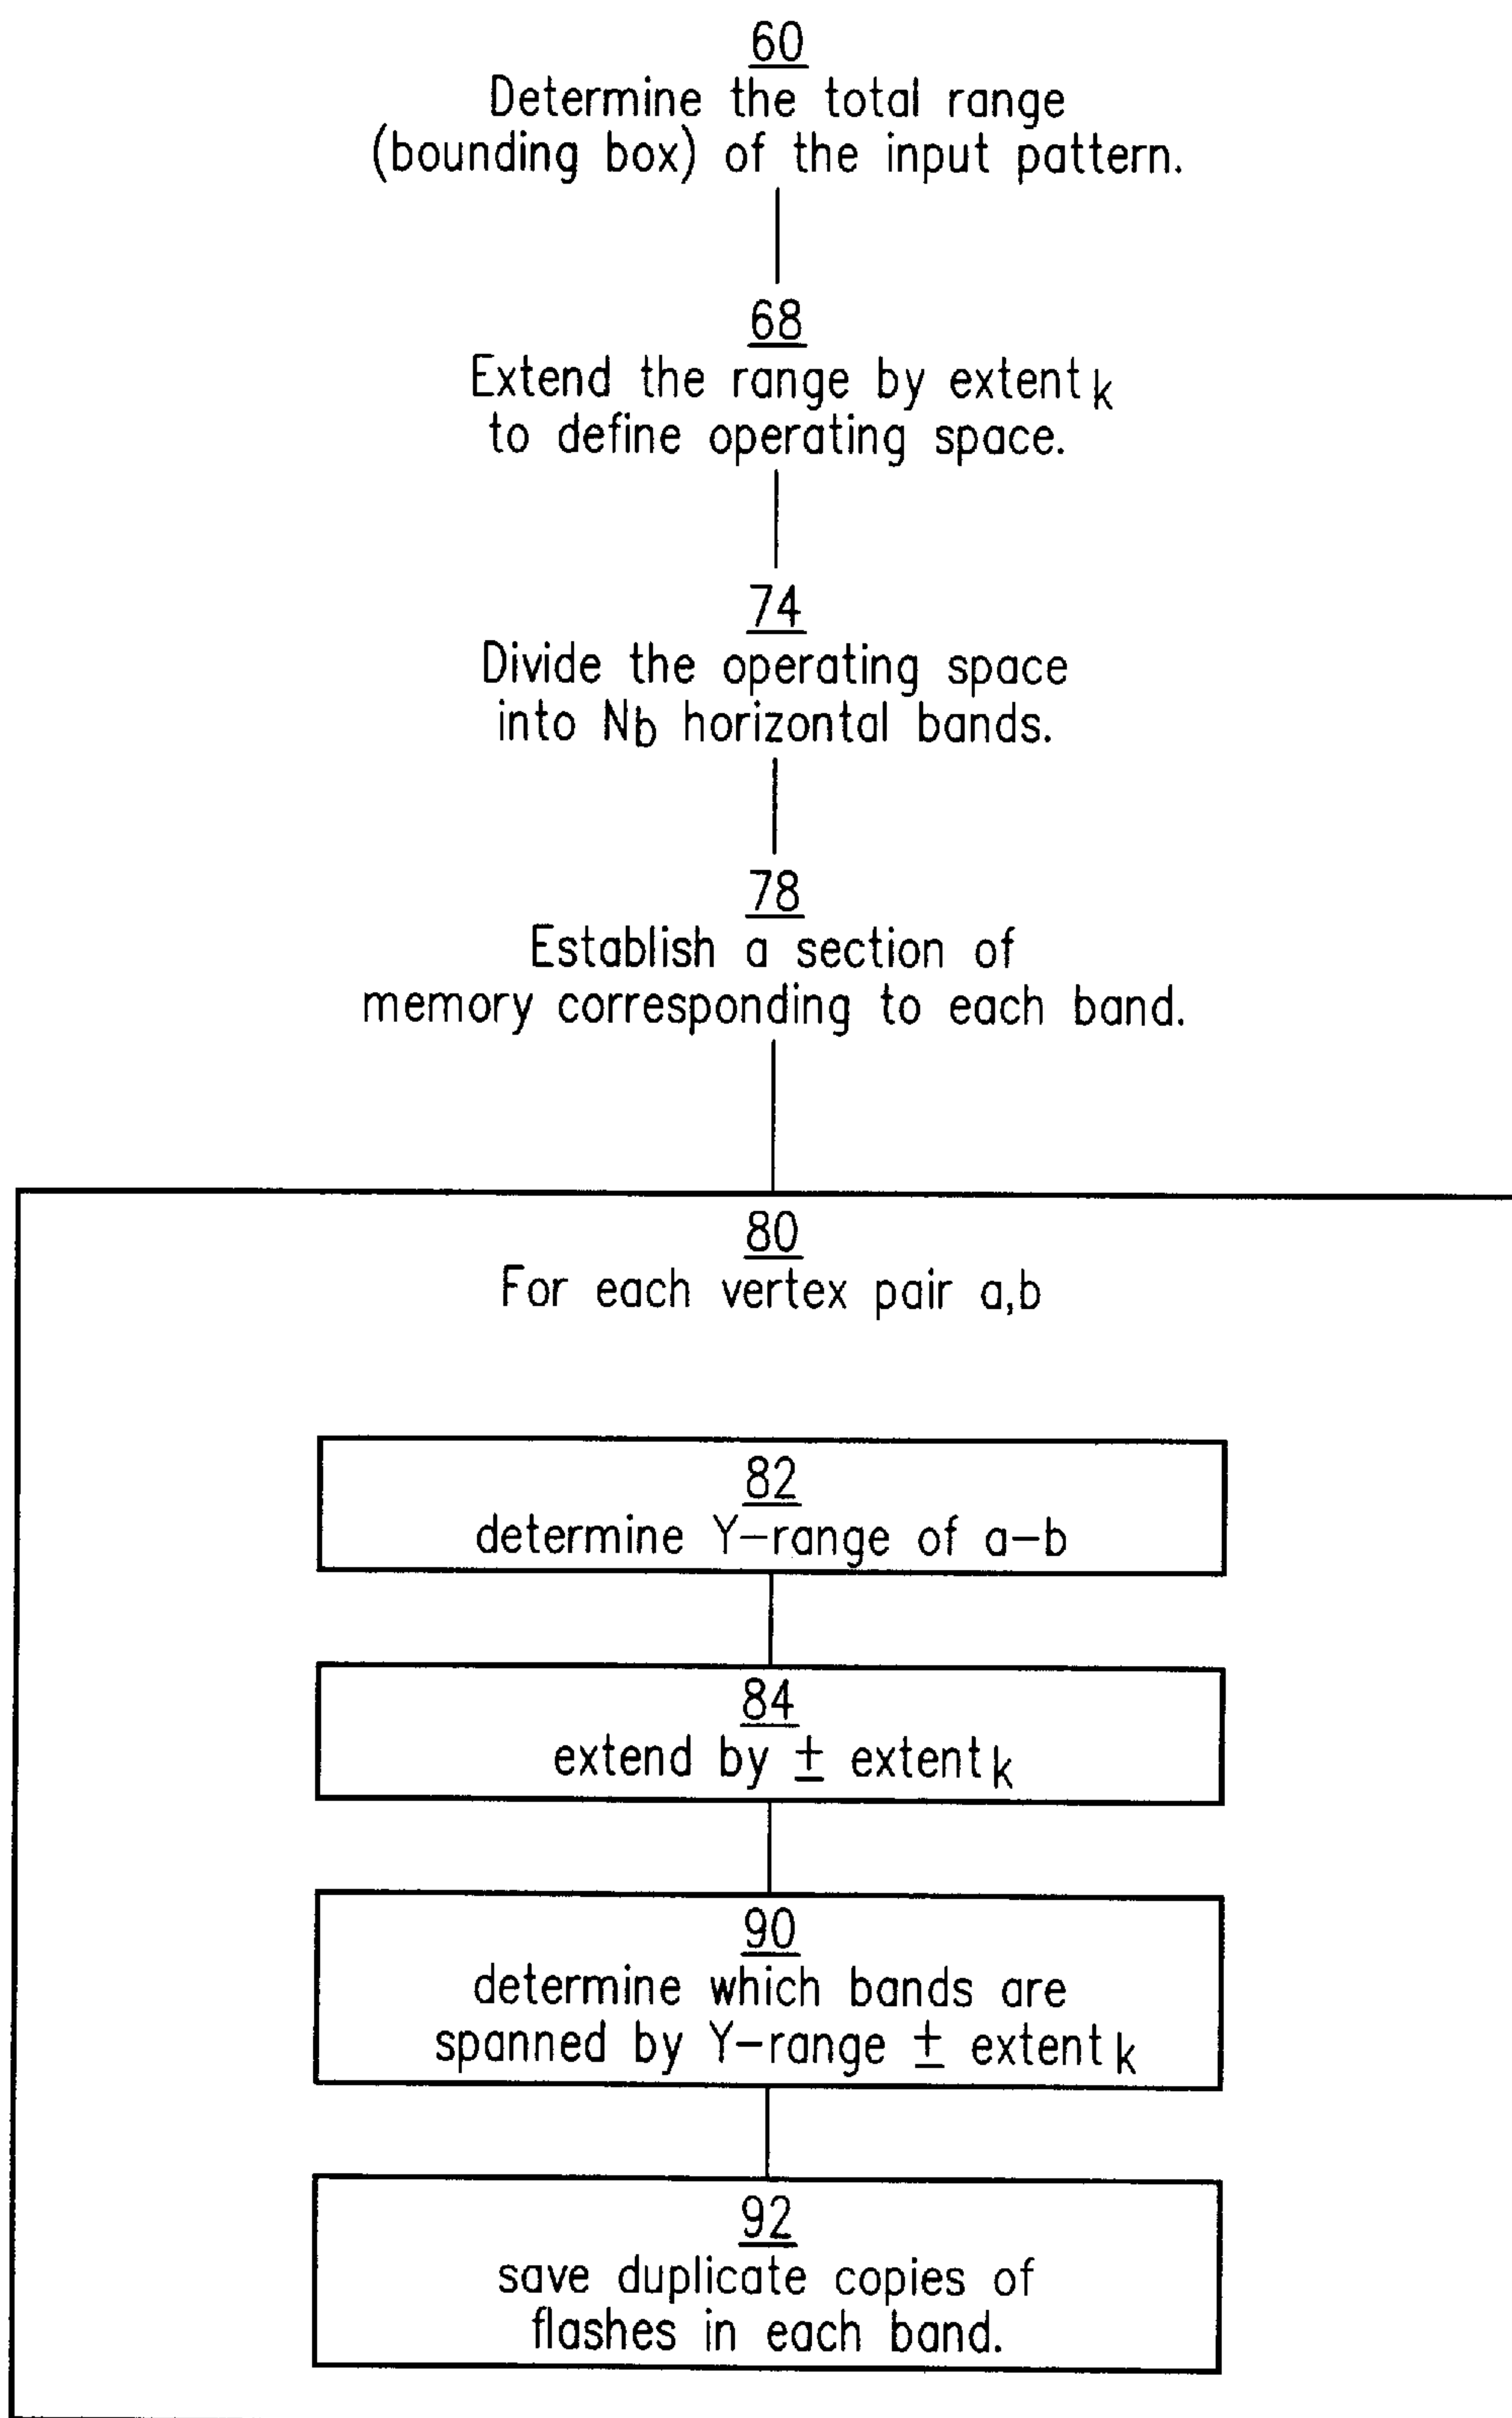 60
Determine the total range
(bounding box) of the input pattern.
68
Extend the range by extent k
to define operating space.
74
Divide the operating space
into Nb horizontal bands.
78
Establish a section of
memory corresponding to each band.
80
For each vertex pair a,b
82
determine Y-range of a-b
84
extend by ± extent k
90
determine which bands are
spanned by Y-range ± extent k
92
save duplicate copies of
flashes in each band.